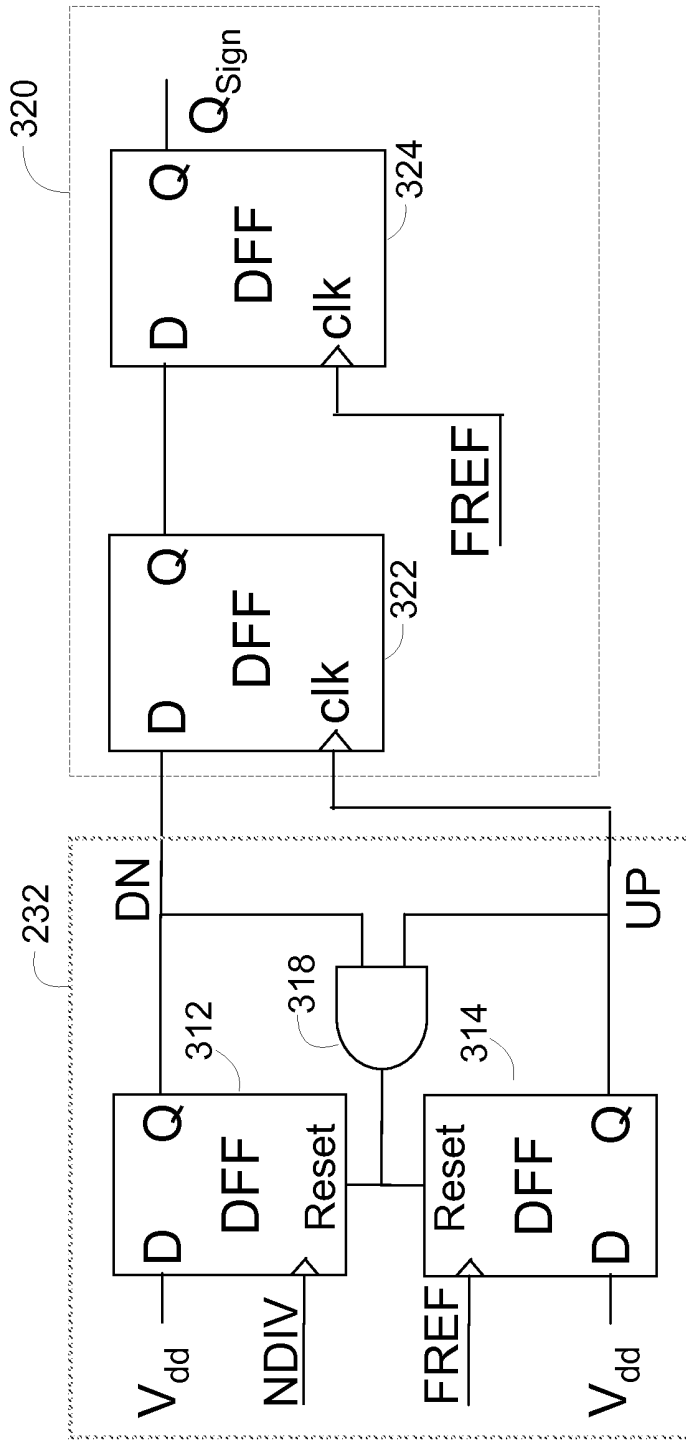 232
V_dd
D
Q
DFF
Reset
312
DN
NDIV
318
FREF
Reset
DFF
D
Q
314
V_dd
UP
320
D
Q
DFF
clk
322
D
Q
DFF
clk
324
FREF
Q_Sign